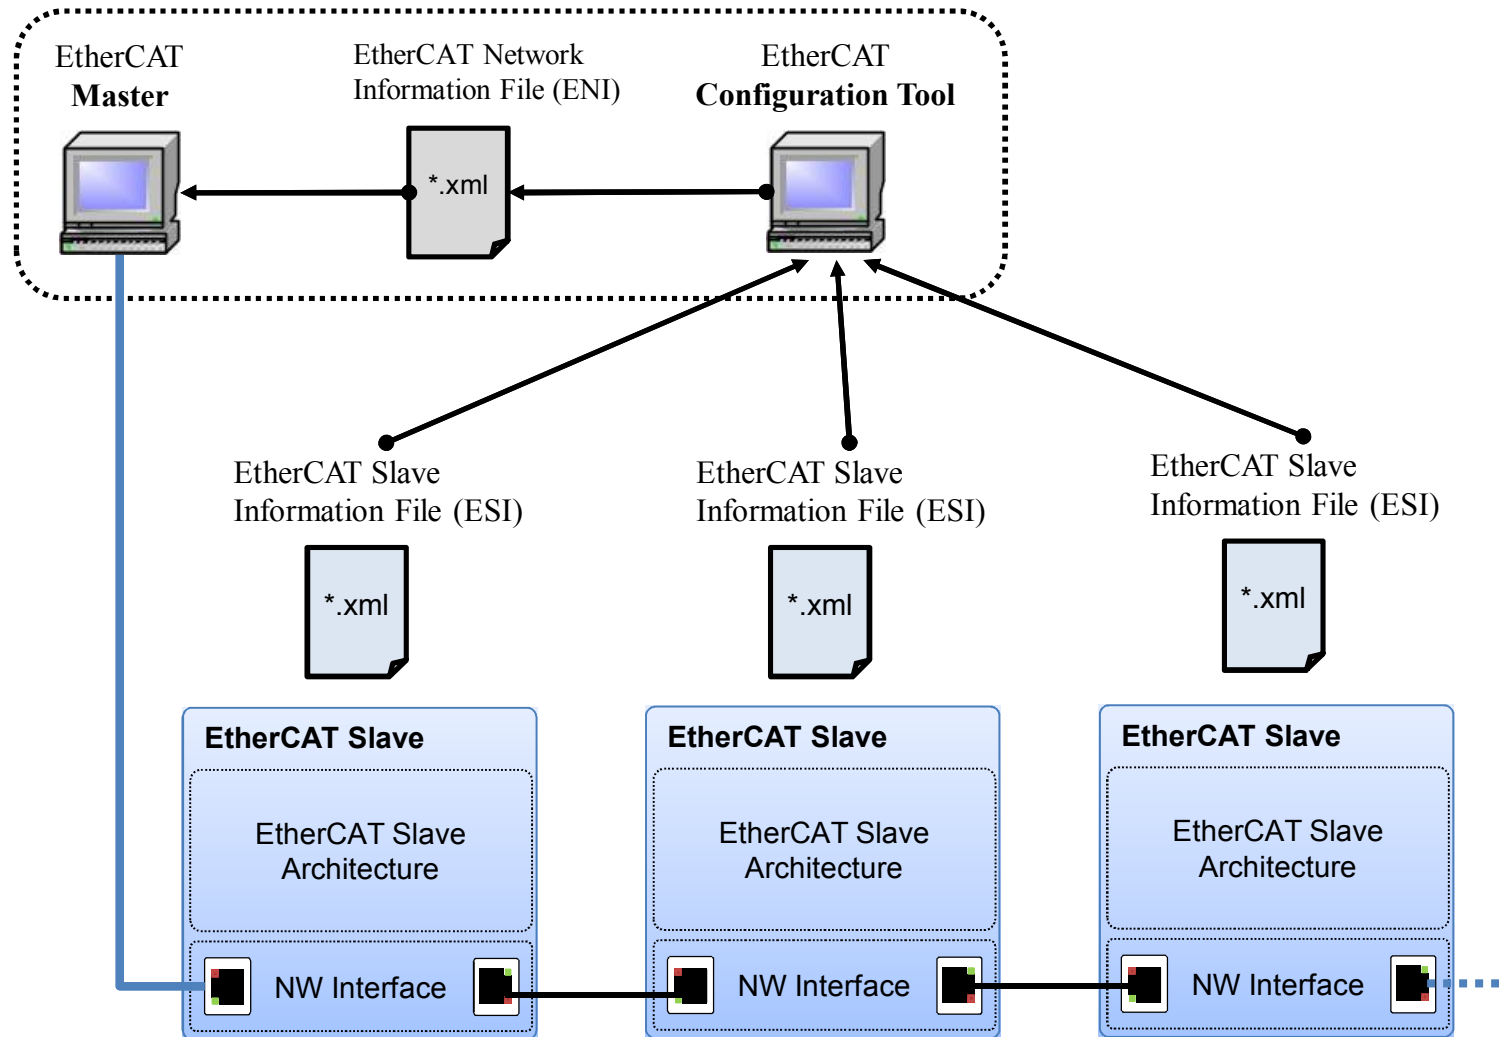 EtherCAT
Master
EtherCAT Network
Information File (ENI)
EtherCAT
Configuration Tool
*.xml
EtherCAT Slave
Information File (ESI)
EtherCAT Slave
Information File (ESI)
EtherCAT Slave
Information File (ESI)
*.xml
*.xml
*.xml
EtherCAT Slave
EtherCAT Slave
Architecture
NW Interface
EtherCAT Slave
EtherCAT Slave
Architecture
NW Interface
EtherCAT Slave
EtherCAT Slave
Architecture
NW Interface